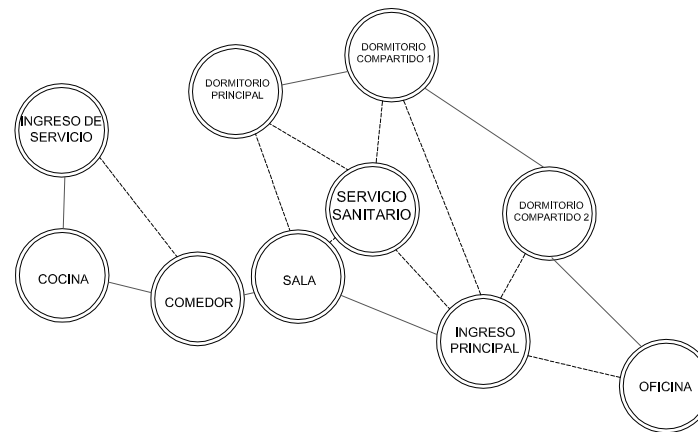 DORMITORIO
COMPARTIDO 1
DORMITORIO
PRINCIPAL
INGRESO DE
SERVICIO
SERVICIO
SANITARIO
DORMITORIO
COMPARTIDO 2
COCINA
COMEDOR
SALA
INGRESO
PRINCIPAL
OFICINA